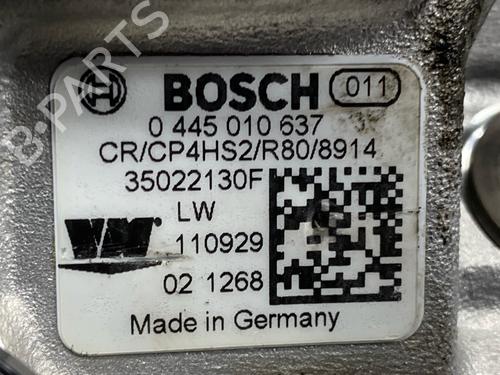 BOSCH 011
0 445 010 637
CR/CP4HS2/R80/8914
35022130F
LW
VM
110929
02 1268
Made in Germany
B-PARTS